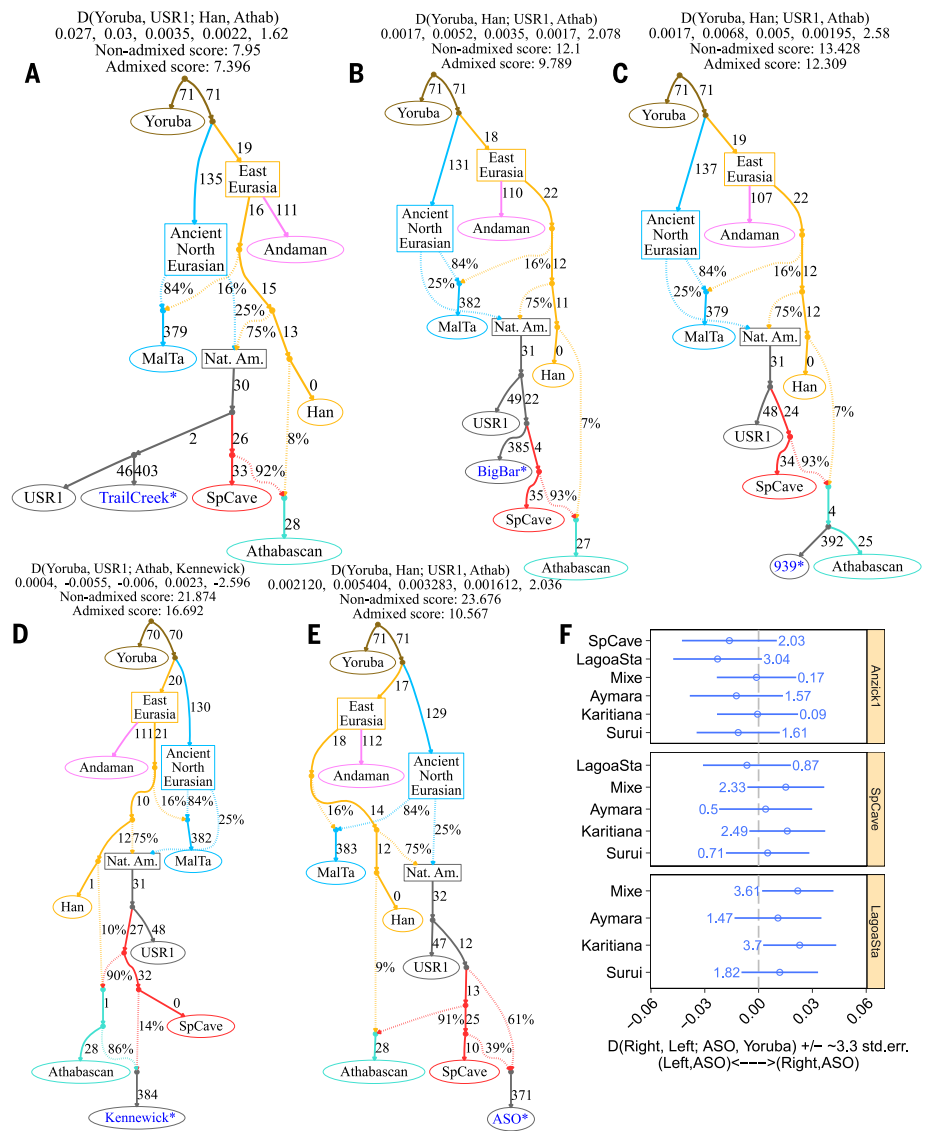 D(Yoruba, USR1; Han, Athab)
0.027, 0.03, 0.0035, 0.0022, 1.62
Non-admixed score: 7.95
Admixed score: 7.396
A
71
71
Yoruba
19
East
Eurasia
135
16
111
Ancient
North
Eurasian
Andaman
84%
16%
15
25%
75%
13
379
MalTa
Nat. Am.
30
0
Han
2
26
8%
46
403
33
92%
USR1
TrailCreek*
SpCave
28
Athabascan
D(Yoruba, Han; USR1, Athab)
0.0017, 0.0052, 0.0035, 0.0017, 2.078
Non-admixed score: 12.1
Admixed score: 9.789
B
71
71
Yoruba
18
131
East
Eurasia
110
22
Ancient
North
Eurasian
Andaman
84%
16%
12
25%
382
75%
11
MalTa
Nat. Am.
31
0
Han
49
22
USR1
7%
385
4
BigBar*
35
93%
SpCave
27
Athabascan
D(Yoruba, Han; USR1, Athab)
0.0017, 0.0068, 0.005, 0.00195, 2.58
Non-admixed score: 13.428
Admixed score: 12.309
C
71
71
Yoruba
19
137
East
Eurasia
107
22
Ancient
North
Eurasian
Andaman
84%
16%
12
25%
379
75%
MalTa
Nat. Am.
31
0
Han
48
24
7%
USR1
34
93%
SpCave
4
392
25
939*
Athabascan
D(Yoruba, USR1; Athab, Kennewick)
0.0004, -0.0055, -0.006, 0.0023, -2.596
Non-admixed score: 21.874
Admixed score: 16.692
D
70
70
Yoruba
20
East
Eurasia
130
111
21
Andaman
Ancient
North
Eurasian
10
16%
84%
25%
12
75%
382
Nat. Am.
MalTa
1
31
Han
10%
27
48
USR1
90%
32
1
0
14%
SpCave
28
86%
Athabascan
384
Kennewick*
D(Yoruba, Han; USR1, Athab)
0.002120, 0.005404, 0.003283, 0.001612, 2.036
Non-admixed score: 23.676
Admixed score: 10.567
E
71
71
Yoruba
17
East
Eurasia
129
18
112
Andaman
Ancient
North
Eurasian
16%
14
84%
25%
383
12
75%
MalTa
Nat. Am.
0
32
Han
47
12
USR1
9%
13
61%
91%
25
28
10
39%
Athabascan
SpCave
371
ASO*
F
SpCave
2.03
LagoaSta
3.04
Mixe
0.17
Aymara
1.57
Karitiana
0.09
Surui
1.61
Anzick1
LagoaSta
0.87
Mixe
2.33
Aymara
0.5
Karitiana
2.49
Surui
0.71
SpCave
Mixe
3.61
Aymara
1.47
Karitiana
3.7
Surui
1.82
LagoaSta
−0.06
−0.03
0.00
0.03
0.06
D(Right, Left; ASO, Yoruba) +/− ~3.3 std.err.
(Left,ASO)<---->(Right,ASO)